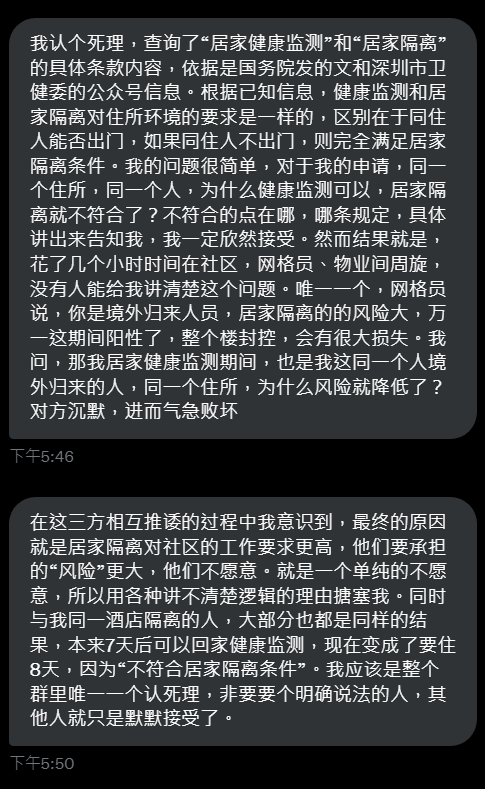 我认个死理，查询了“居家健康监测”和“居家隔离”
的具体条款内容，依据是国务院发的文和深圳市卫
健委的公众号信息。根据已知信息，健康监测和居
家隔离对住所环境的要求是一样的，区别在于同住
人能否出门，如果同住人不出门，则完全满足居家
隔离条件。我的问题很简单，对于我的申请，同一
个住所，同一个人，为什么健康监测可以，居家隔
离就不符合了？不符合的点在哪，哪条规定，具体
讲出来告知我，我一定欣然接受。然而结果就是，
花了几个小时时间在社区，网格员、物业间周旋，
没有人能给我讲清楚这个问题。唯一一个，网格员
说，你是境外归来人员，居家隔离的的风险大，万
一这期间阳性了，整个楼封控，会有很大损失。我
问，那我居家健康监测期间，也是我这同一个人境
外归来的人，同一个住所，为什么风险就降低了？
对方沉默，进而气急败坏
下午5:46
在这三方相互推诿的过程中我意识到，最终的原因
就是居家隔离对社区的工作要求更高，他们要承担
的“风险”更大，他们不愿意。就是一个单纯的不愿
意，所以用各种讲不清楚逻辑的理由搪塞我。同时
与我同一酒店隔离的人，大部分也都是同样的结
果，本来7天后可以回家健康监测，现在变成了要住
8天，因为“不符合居家隔离条件”。我应该是整个
群里唯一一个认死理，非要要个明确说法的人，其
他人就只是默默接受了。
下午5:50